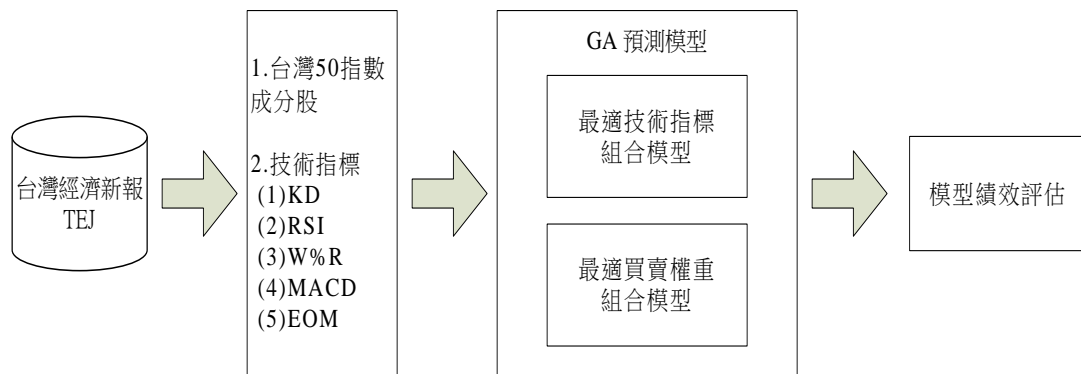 台灣經濟新報
TEJ
1.台灣50指數
成分股
2.技術指標
(1)KD
(2)RSI
(3)W%R
(4)MACD
(5)EOM
GA 預測模型
最適技術指標
組合模型
最適買賣權重
組合模型
模型績效評估